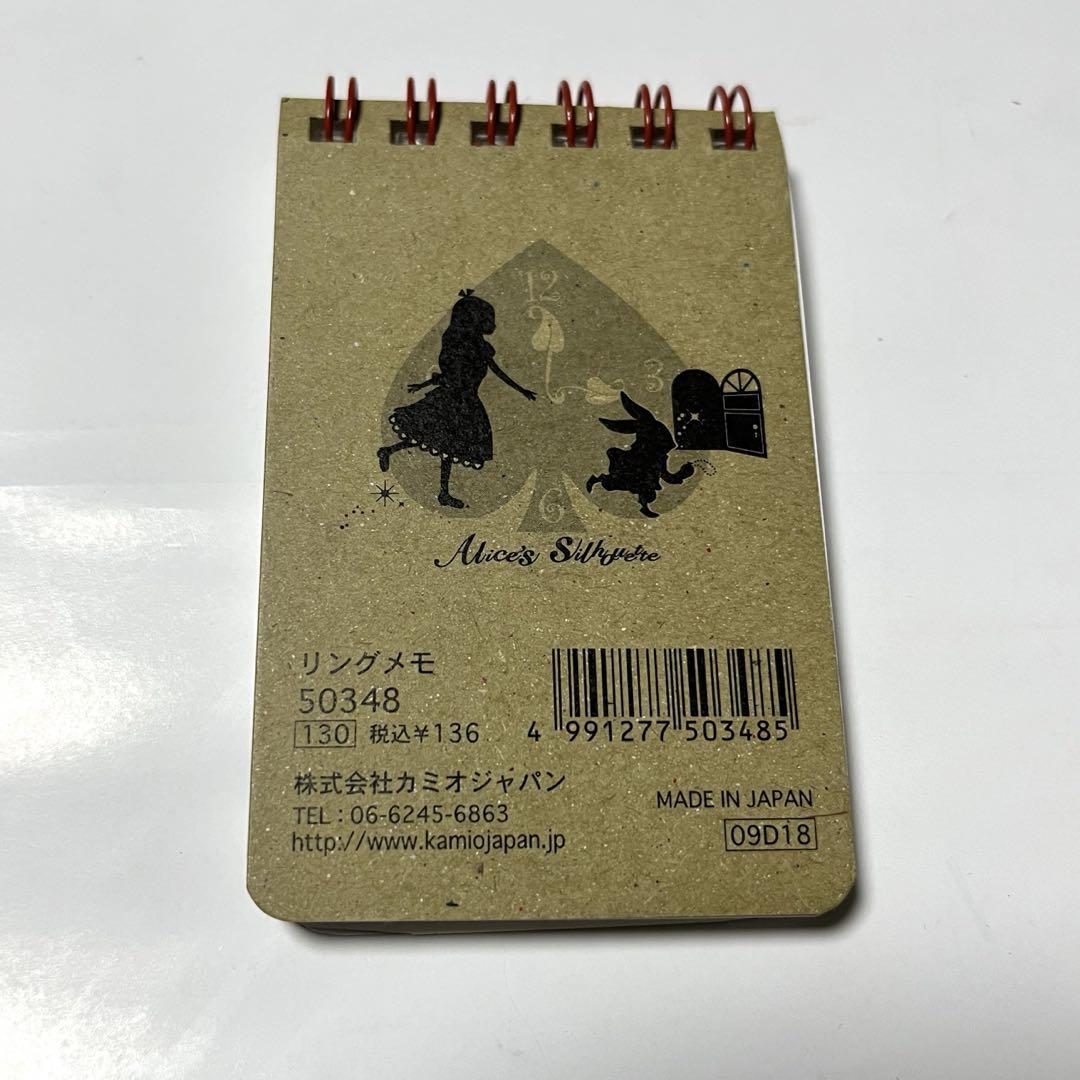 12
3
6
Alice's Silhouette
リングメモ
50348
130 税込¥136
4 991277 503485
株式会社カミオジャパン
TEL : 06-6245-6863
http://www.kamiojapan.jp
MADE IN JAPAN
09D18